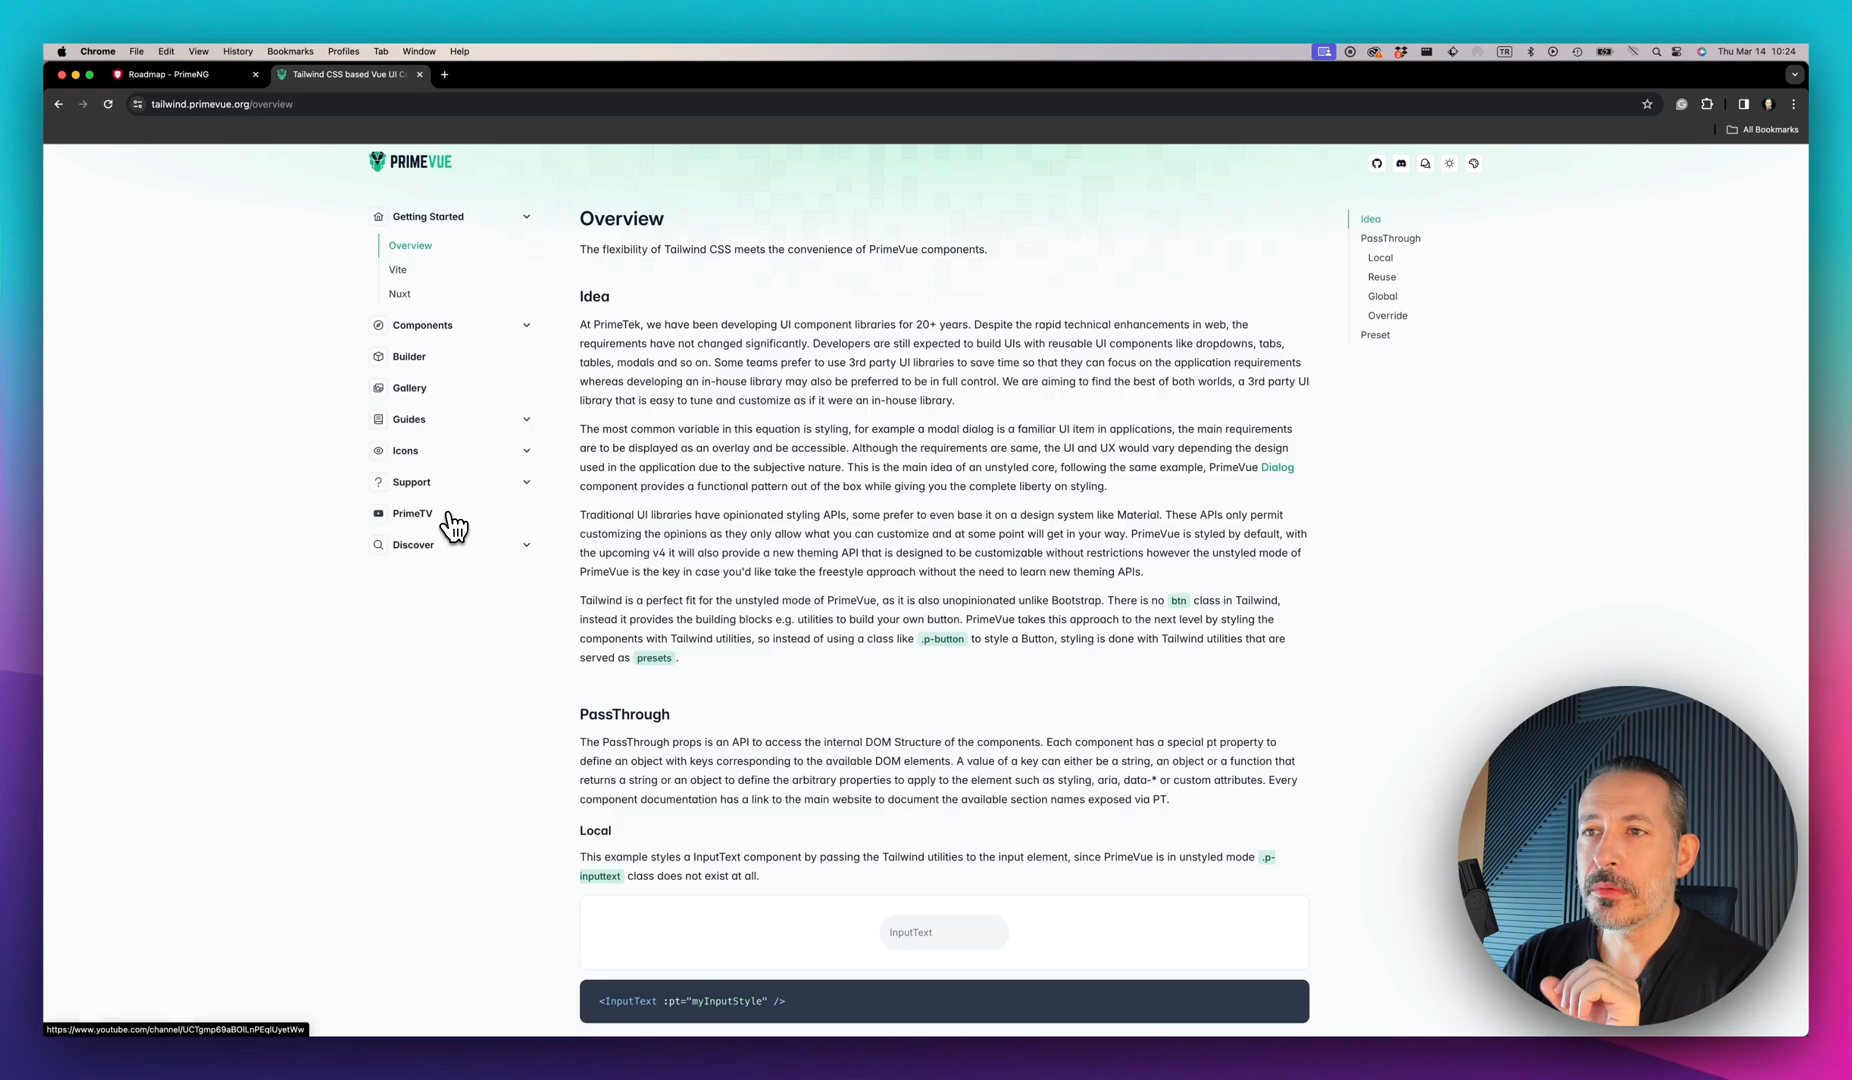 Chrome File Edit View History Bookmarks Profiles Tab Window Help
TR
Thu Mar 14 10:24
Roadmap - PrimeNG
Tailwind CSS based Vue UI C
tailwind.primevue.org/overview
All Bookmarks
PRIMEVUE
Getting Started
Overview
Vite
Nuxt
Components
Builder
Gallery
Guides
Icons
Support
PrimeTV
Discover
Overview
The flexibility of Tailwind CSS meets the convenience of PrimeVue components.
Idea
At PrimeTek, we have been developing UI component libraries for 20+ years. Despite the rapid technical enhancements in web, the
requirements have not changed significantly. Developers are still expected to build UIs with reusable UI components like dropdowns, tabs,
tables, modals and so on. Some teams prefer to use 3rd party UI libraries to save time so that they can focus on the application requirements
whereas developing an in-house library may also be preferred to be in full control. We are aiming to find the best of both worlds, a 3rd party UI
library that is easy to tune and customize as if it were an in-house library.
The most common variable in this equation is styling, for example a modal dialog is a familiar UI item in applications, the main requirements
are to be displayed as an overlay and be accessible. Although the requirements are same, the UI and UX would vary depending the design
used in the application due to the subjective nature. This is the main idea of an unstyled core, following the same example, PrimeVue Dialog
component provides a functional pattern out of the box while giving you the complete liberty on styling.
Traditional UI libraries have opinionated styling APIs, some prefer to even base it on a design system like Material. These APIs only permit
customizing the opinions as they only allow what you can customize and at some point will get in your way. PrimeVue is styled by default, with
the upcoming v4 it will also provide a new theming API that is designed to be customizable without restrictions however the unstyled mode of
PrimeVue is the key in case you'd like take the freestyle approach without the need to learn new theming APIs.
Tailwind is a perfect fit for the unstyled mode of PrimeVue, as it is also unopinionated unlike Bootstrap. There is no btn class in Tailwind,
instead it provides the building blocks e.g. utilities to build your own button. PrimeVue takes this approach to the next level by styling the
components with Tailwind utilities, so instead of using a class like .p-button to style a Button, styling is done with Tailwind utilities that are
served as presets.
PassThrough
The PassThrough props is an API to access the internal DOM Structure of the components. Each component has a special pt property to
define an object with keys corresponding to the available DOM elements. A value of a key can either be a string, an object or a function that
returns a string or an object to define the arbitrary properties to apply to the element such as styling, aria, data-* or custom attributes. Every
component documentation has a link to the main website to document the available section names exposed via PT.
Local
This example styles a InputText component by passing the Tailwind utilities to the input element, since PrimeVue is in unstyled mode .p-
inputtext class does not exist at all.
InputText
<InputText :pt="myInputStyle" />
Idea
PassThrough
Local
Reuse
Global
Override
Preset